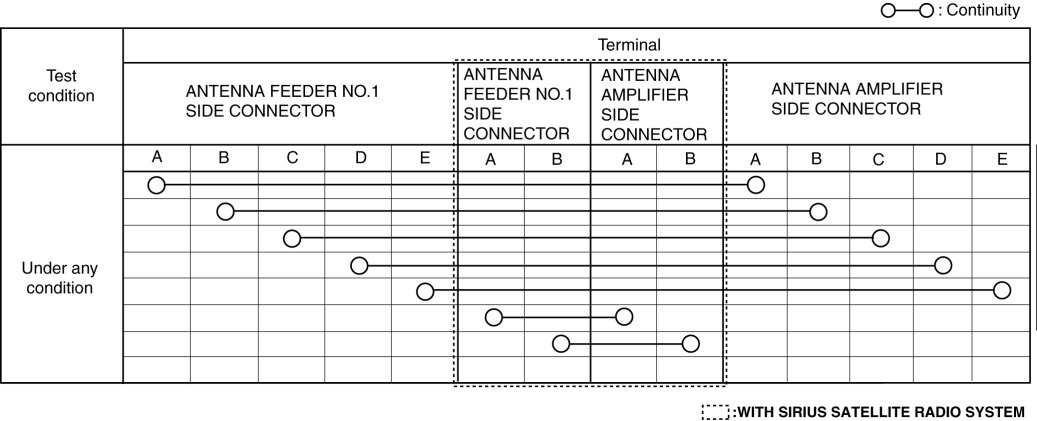 : Continuity
Terminal
Test
condition
ANTENNA FEEDER NO.1
SIDE CONNECTOR
ANTENNA
FEEDER NO.1
SIDE
CONNECTOR
ANTENNA
AMPLIFIER
SIDE
CONNECTOR
ANTENNA AMPLIFIER
SIDE CONNECTOR
A B C D E A B A B A B C D E
Under any
condition
:WITH SIRIUS SATELLITE RADIO SYSTEM